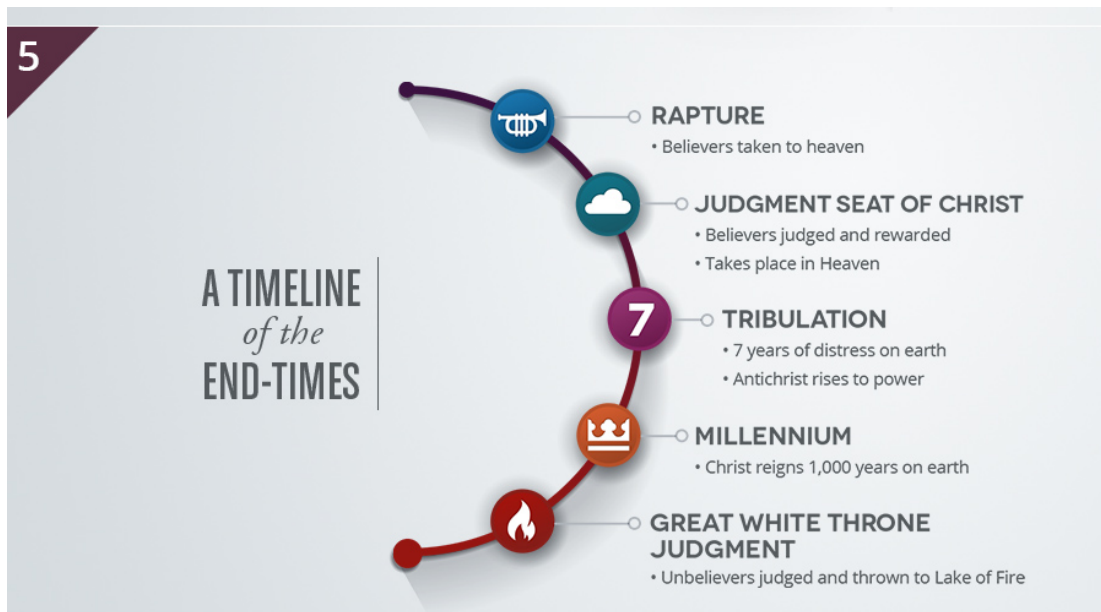 5
A TIMELINE
of the
END-TIMES
RAPTURE
• Believers taken to heaven
JUDGMENT SEAT OF CHRIST
• Believers judged and rewarded
• Takes place in Heaven
7
TRIBULATION
• 7 years of distress on earth
• Antichrist rises to power
MILLENNIUM
• Christ reigns 1,000 years on earth
GREAT WHITE THRONE
JUDGMENT
• Unbelievers judged and thrown to Lake of Fire